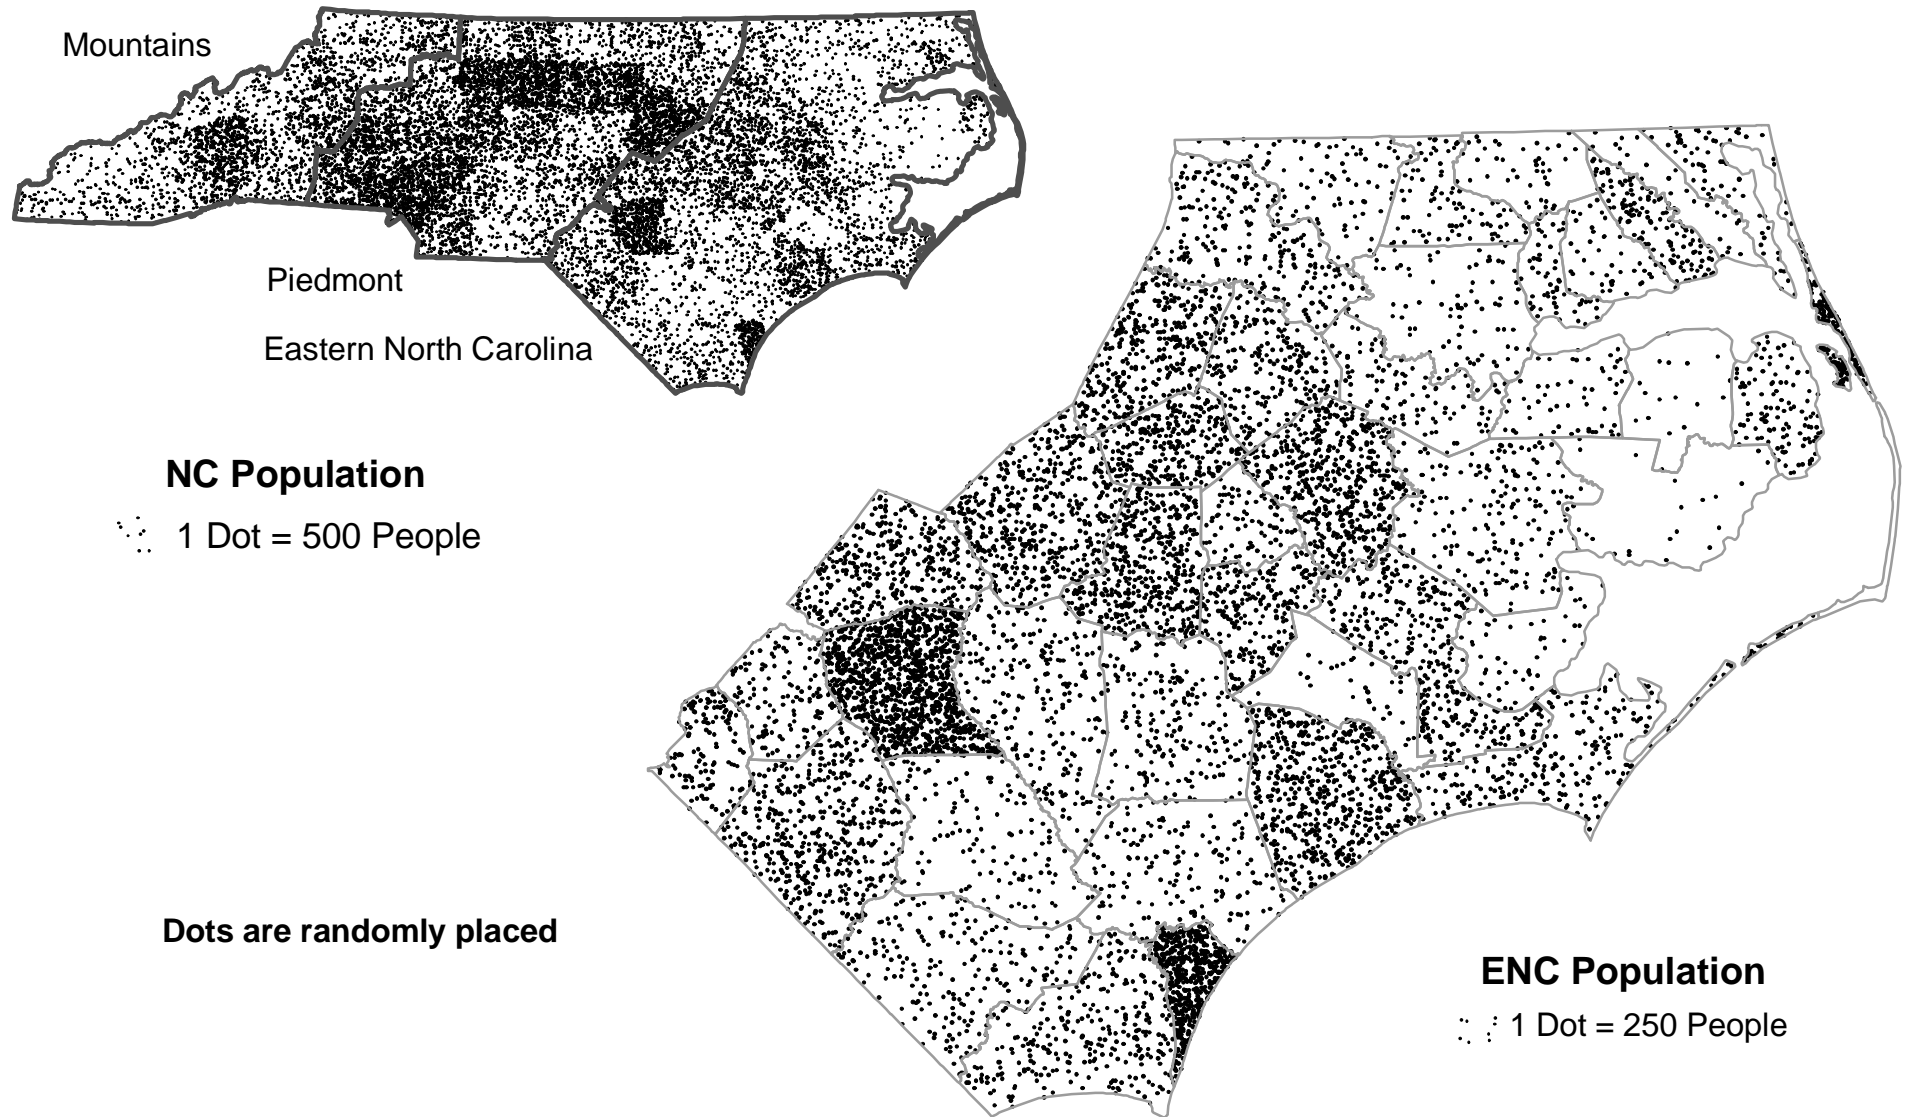 Mountains
Piedmont
Eastern North Carolina
NC Population
1 Dot = 500 People
Dots are randomly placed
ENC Population
1 Dot = 250 People